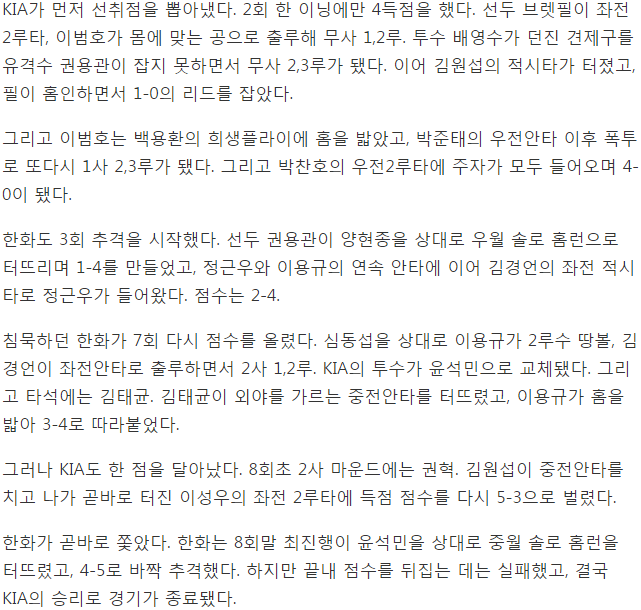 KIA가 먼저 선취점을 뽑아냈다. 2회 한 이닝에만 4득점을 했다. 선두 브렛필이 좌전
2루타, 이범호가 몸에 맞는 공으로 출루해 무사 1,2루. 투수 배영수가 던진 견제구를
유격수 권용관이 잡지 못하면서 무사 2,3루가 됐다. 이어 김원섭의 적시타가 터졌고,
필이 홈인하면서 1-0의 리드를 잡았다.
그리고 이범호는 백용환의 희생플라이에 홈을 밟았고, 박준태의 우전안타 이후 폭투
로 또다시 1사 2,3루가 됐다. 그리고 박찬호의 우전2루타에 주자가 모두 들어오며 4-
0이 됐다.
한화도 3회 추격을 시작했다. 선두 권용관이 양현종을 상대로 우월 솔로 홈런으로
터뜨리며 1-4를 만들었고, 정근우와 이용규의 연속 안타에 이어 김경언의 좌전 적시
타로 정근우가 들어왔다. 점수는 2-4.
침묵하던 한화가 7회 다시 점수를 올렸다. 심동섭을 상대로 이용규가 2루수 땅볼, 김
경언이 좌전안타로 출루하면서 2사 1,2루. KIA의 투수가 윤석민으로 교체됐다. 그리
고 타석에는 김태균. 김태균이 외야를 가르는 중전안타를 터뜨렸고, 이용규가 홈을
밟아 3-4로 따라붙었다.
그러나 KIA도 한 점을 달아났다. 8회초 2사 마운드에는 권혁. 김원섭이 중전안타를
치고 나가 곧바로 터진 이성우의 좌전 2루타에 득점 점수를 다시 5-3으로 벌렸다.
한화가 곧바로 쫓았다. 한화는 8회말 최진행이 윤석민을 상대로 중월 솔로 홈런을
터뜨렸고, 4-5로 바짝 추격했다. 하지만 끝내 점수를 뒤집는 데는 실패했고, 결국
KIA의 승리로 경기가 종료됐다.